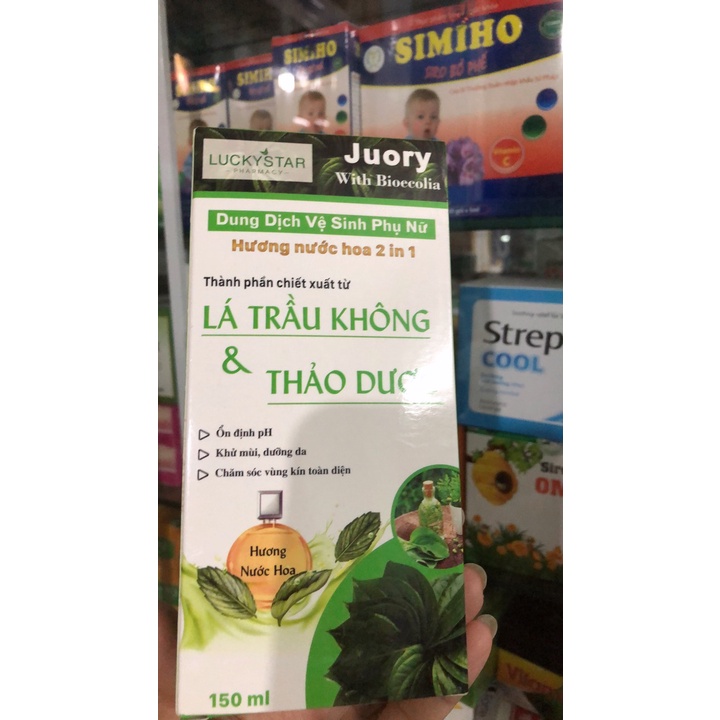 SIMIHO
SIRO BỔ PHẾ
SIMIHO
Vitamin
C
LUCKYSTAR
PHARMACY
Juory
With Bioecolia
Dung Dịch Vệ Sinh Phụ Nữ
Hương nước hoa 2 in 1
Thành phần chiết xuất từ
LÁ TRẦU KHÔNG
&
THẢO DƯỢ
Ổn định pH
Khử mùi, dưỡng da
Chăm sóc vùng kín toàn diện
Hương
Nước Hoa
150 ml
Strep
COOL